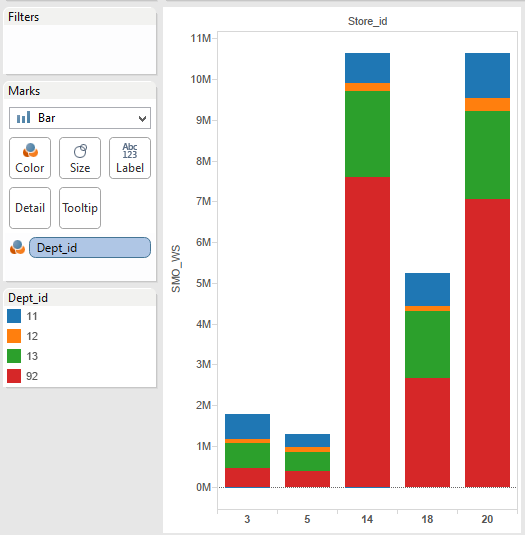 Filters
Marks
Bar
Color
Size
Abc
123
Label
Detail
Tooltip
Dept_id
Dept_id
11
12
13
92
Store_id
SMO_WS
11M
10M
9M
8M
7M
6M
5M
4M
3M
2M
1M
0M
3 5 14 18 20